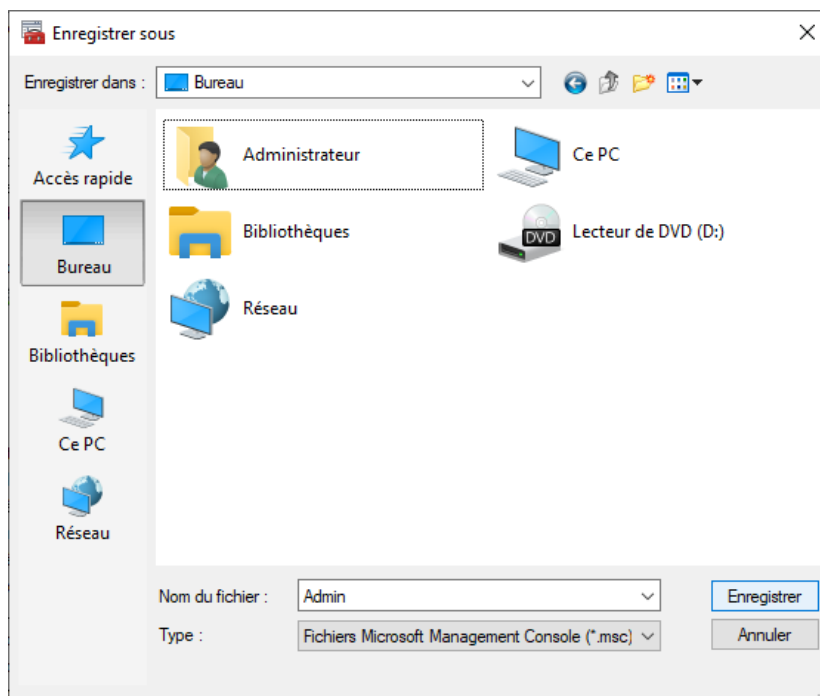 Enregistrer sous
Enregistrer dans :
Bureau
Accès rapide
Bureau
Bibliothèques
Ce PC
Réseau
Administrateur
Ce PC
Bibliothèques
DVD
Lecteur de DVD (D:)
Réseau
Nom du fichier :
Admin
Enregistrer
Type :
Fichiers Microsoft Management Console (*.msc)
Annuler